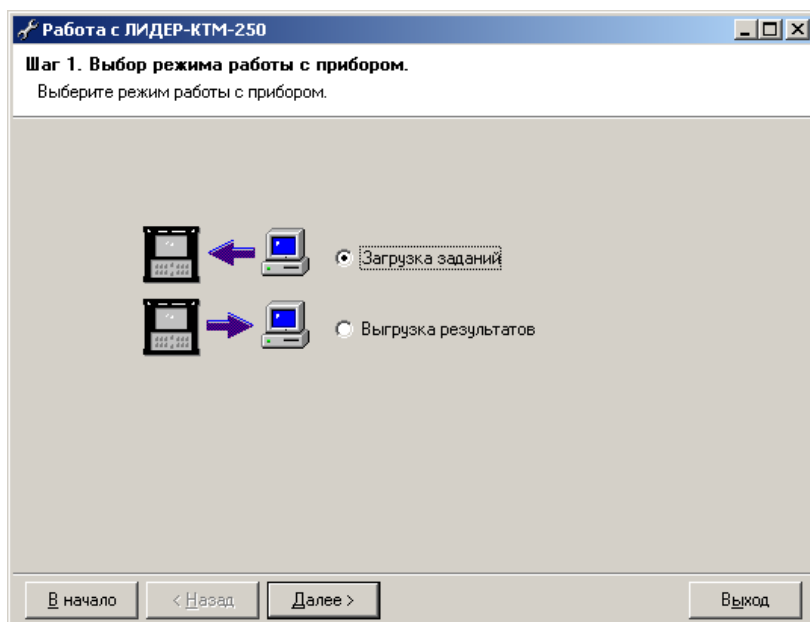 Работа с ЛИДЕР-КТМ-250
Шаг 1. Выбор режима работы с прибором.
Выберите режим работы с прибором.
Загрузка заданий
Выгрузка результатов
В начало
< Назад
Далее >
Выход